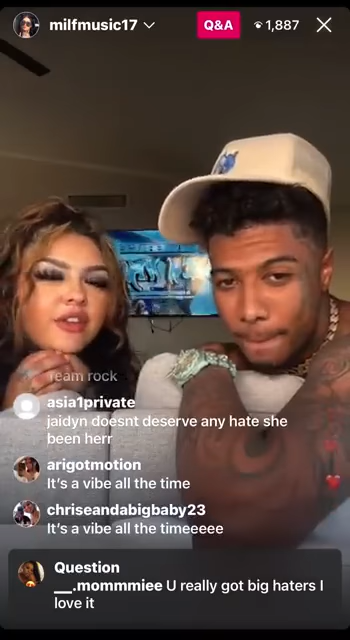 milfmusic17
Q&A
1,887
Team rock
asia1private
jaidyn doesnt deserve any hate she
been herr
arigotmotion
It's a vibe all the time
chriseandabigbaby23
It's a vibe all the timeeeee
Question
__.mommmiee U really got big haters I
love it